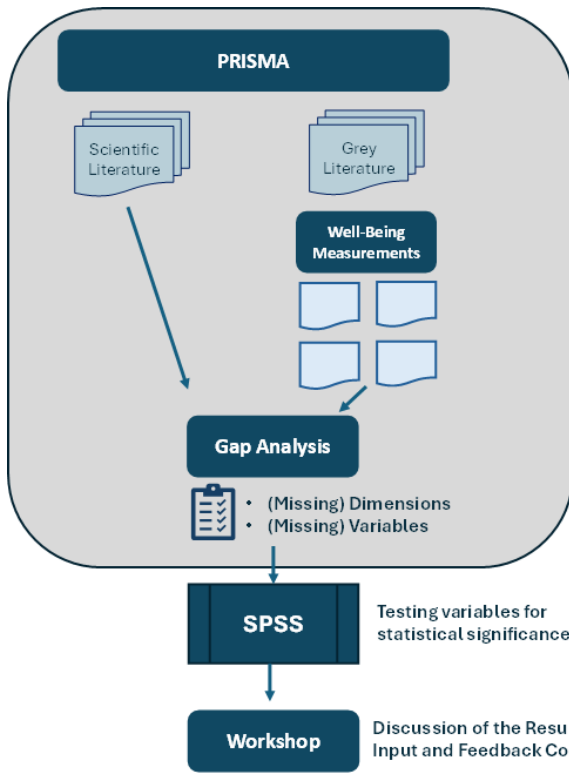 PRISMA
Scientific
Literature
Grey
Literature
Well-Being
Measurements
Gap Analysis
• (Missing) Dimensions
• (Missing) Variables
SPSS
Testing variables for
statistical significance
Workshop
Discussion of the Resu
Input and Feedback Co